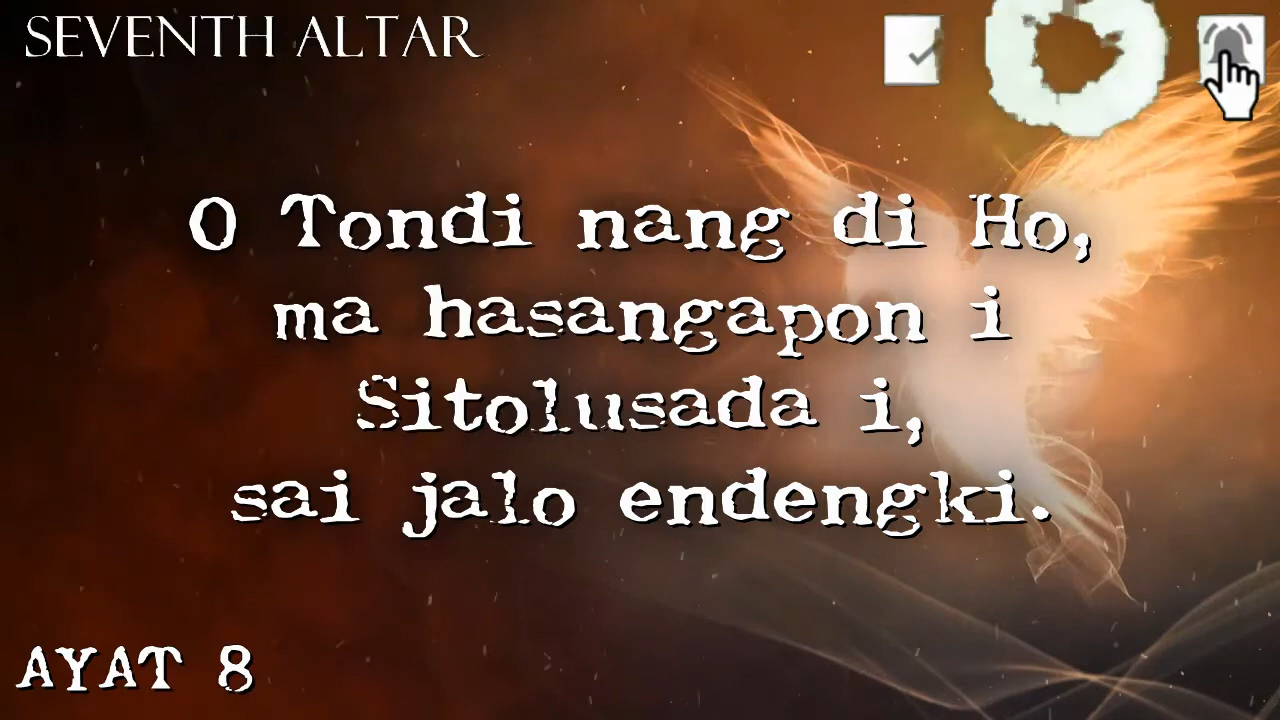 SEVENTH ALTAR
O Tondi nang di Ho,
ma hasangapon i
Sitolusada i,
sai jalo endengki.
AYAT 8